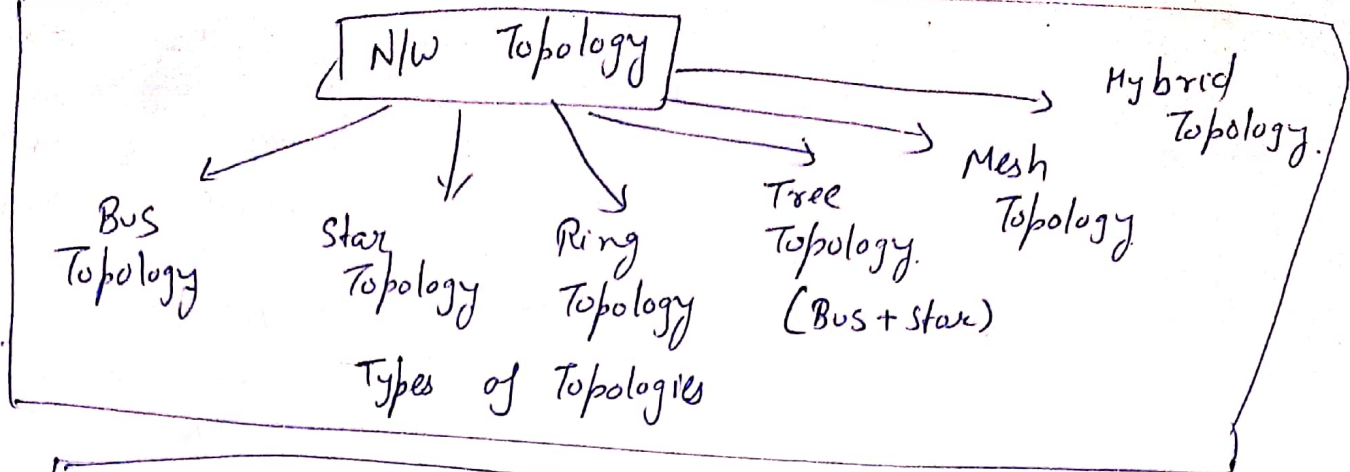 N/W Topology
Hybrid
Topology.
Mesh
Topology
Tree
Topology.
(Bus + Star)
Bus
Topology
Star
Topology
Ring
Topology
Types of Topologies